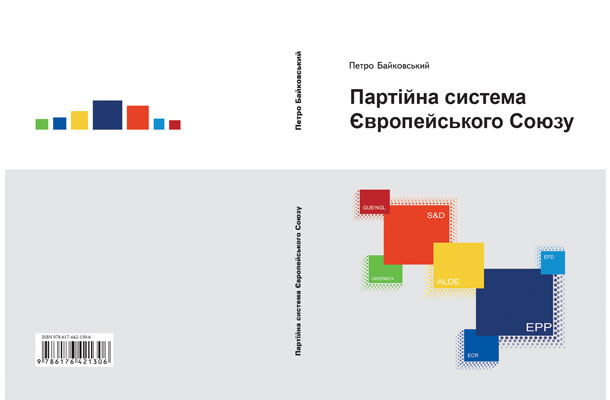 Петро Байковський
Партійна система
Європейського Союзу
Петро Байковський
Партійна система Європейського Союзу
GUE/NGL
S&D
GREENS/EFA
ALDE
EFD
EPP
ECR
ISBN 978-617-642-130-6
9 786176 421306